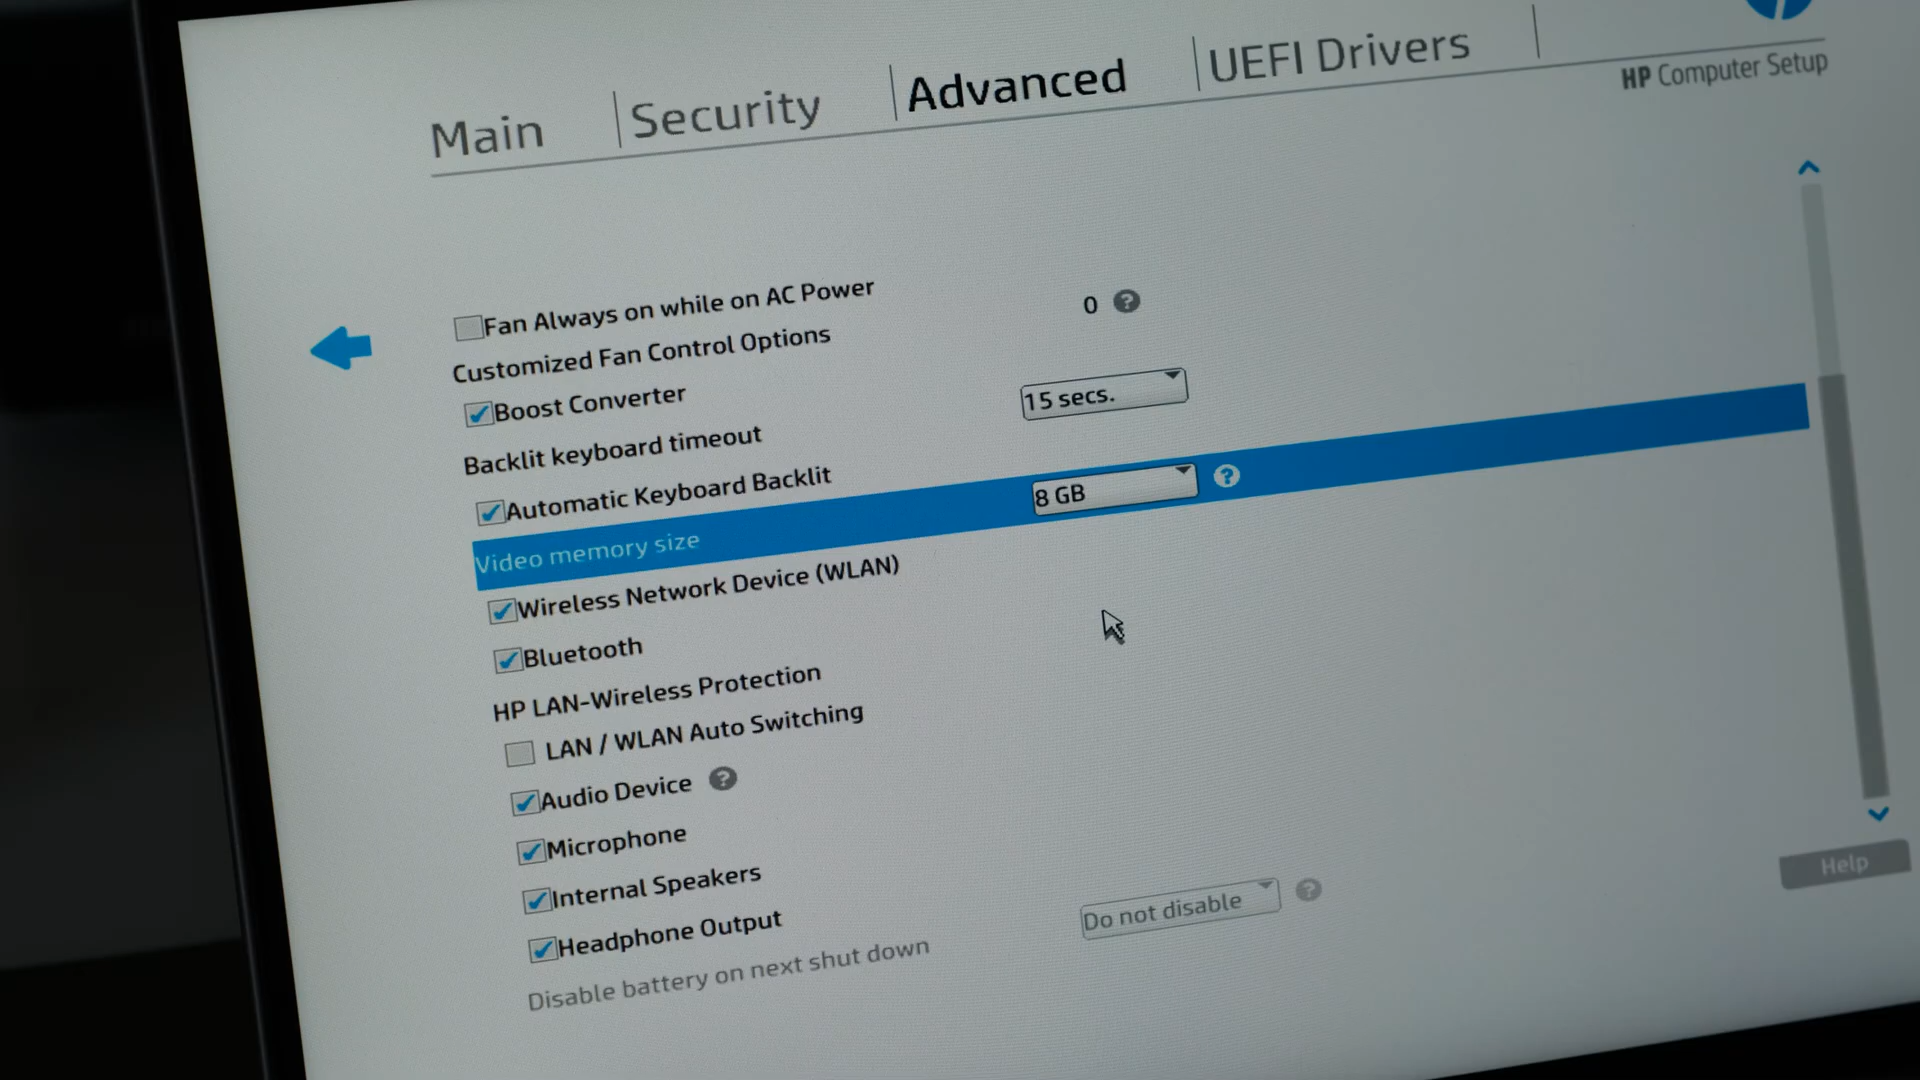 Main
Security
Advanced
UEFI Drivers
HP Computer Setup
Fan Always on while on AC Power
Customized Fan Control Options 0 ?
Boost Converter
Backlit keyboard timeout 15 secs.
Automatic Keyboard Backlit
Video memory size 8 GB ?
Wireless Network Device (WLAN)
Bluetooth
HP LAN-Wireless Protection
LAN / WLAN Auto Switching
Audio Device ?
Microphone
Internal Speakers
Headphone Output
Disable battery on next shut down Do not disable ?
Help